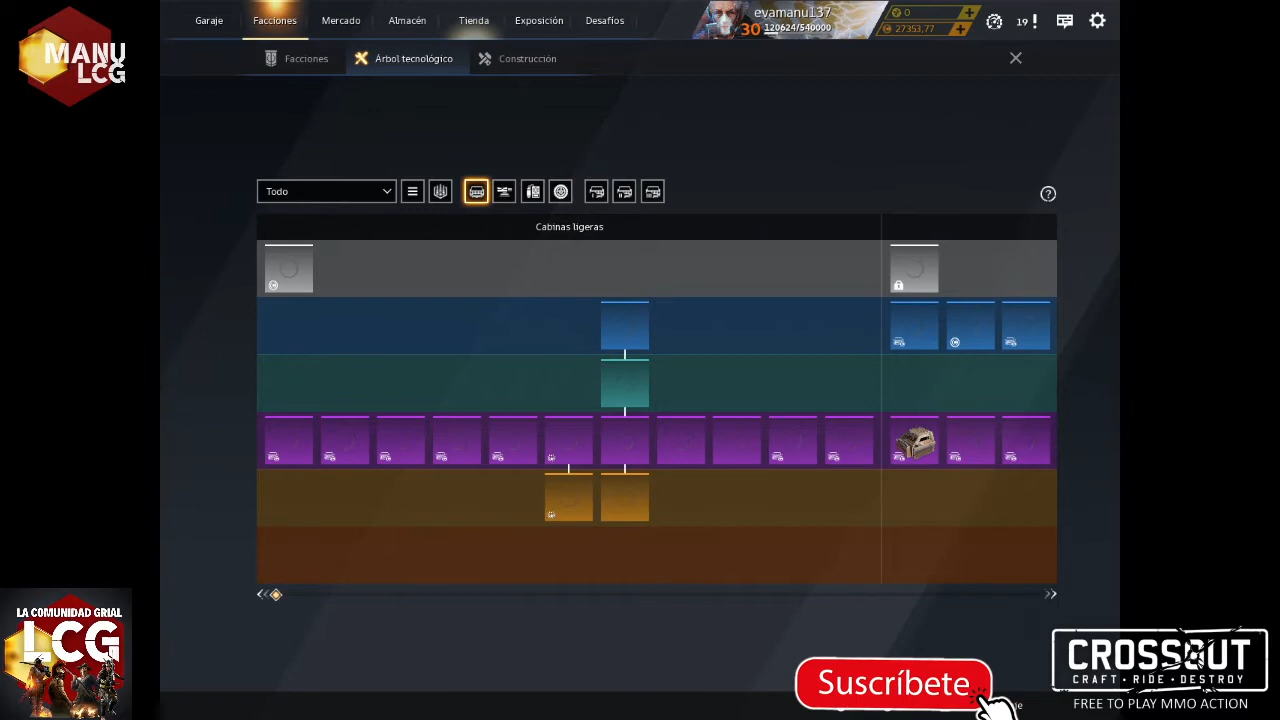 MANU
LCG
Garaje Facciones Mercado Almacén Tienda Exposición Desafíos
evamanu137
30 120624/540000
0
27353,77
19 !
Facciones Árbol tecnológico Construcción
Todo
Cabinas ligeras
LA COMUNIDAD GRIAL
LCG
Suscríbete
CROSSOUT
CRAFT • RIDE • DESTROY
FREE TO PLAY MMO ACTION